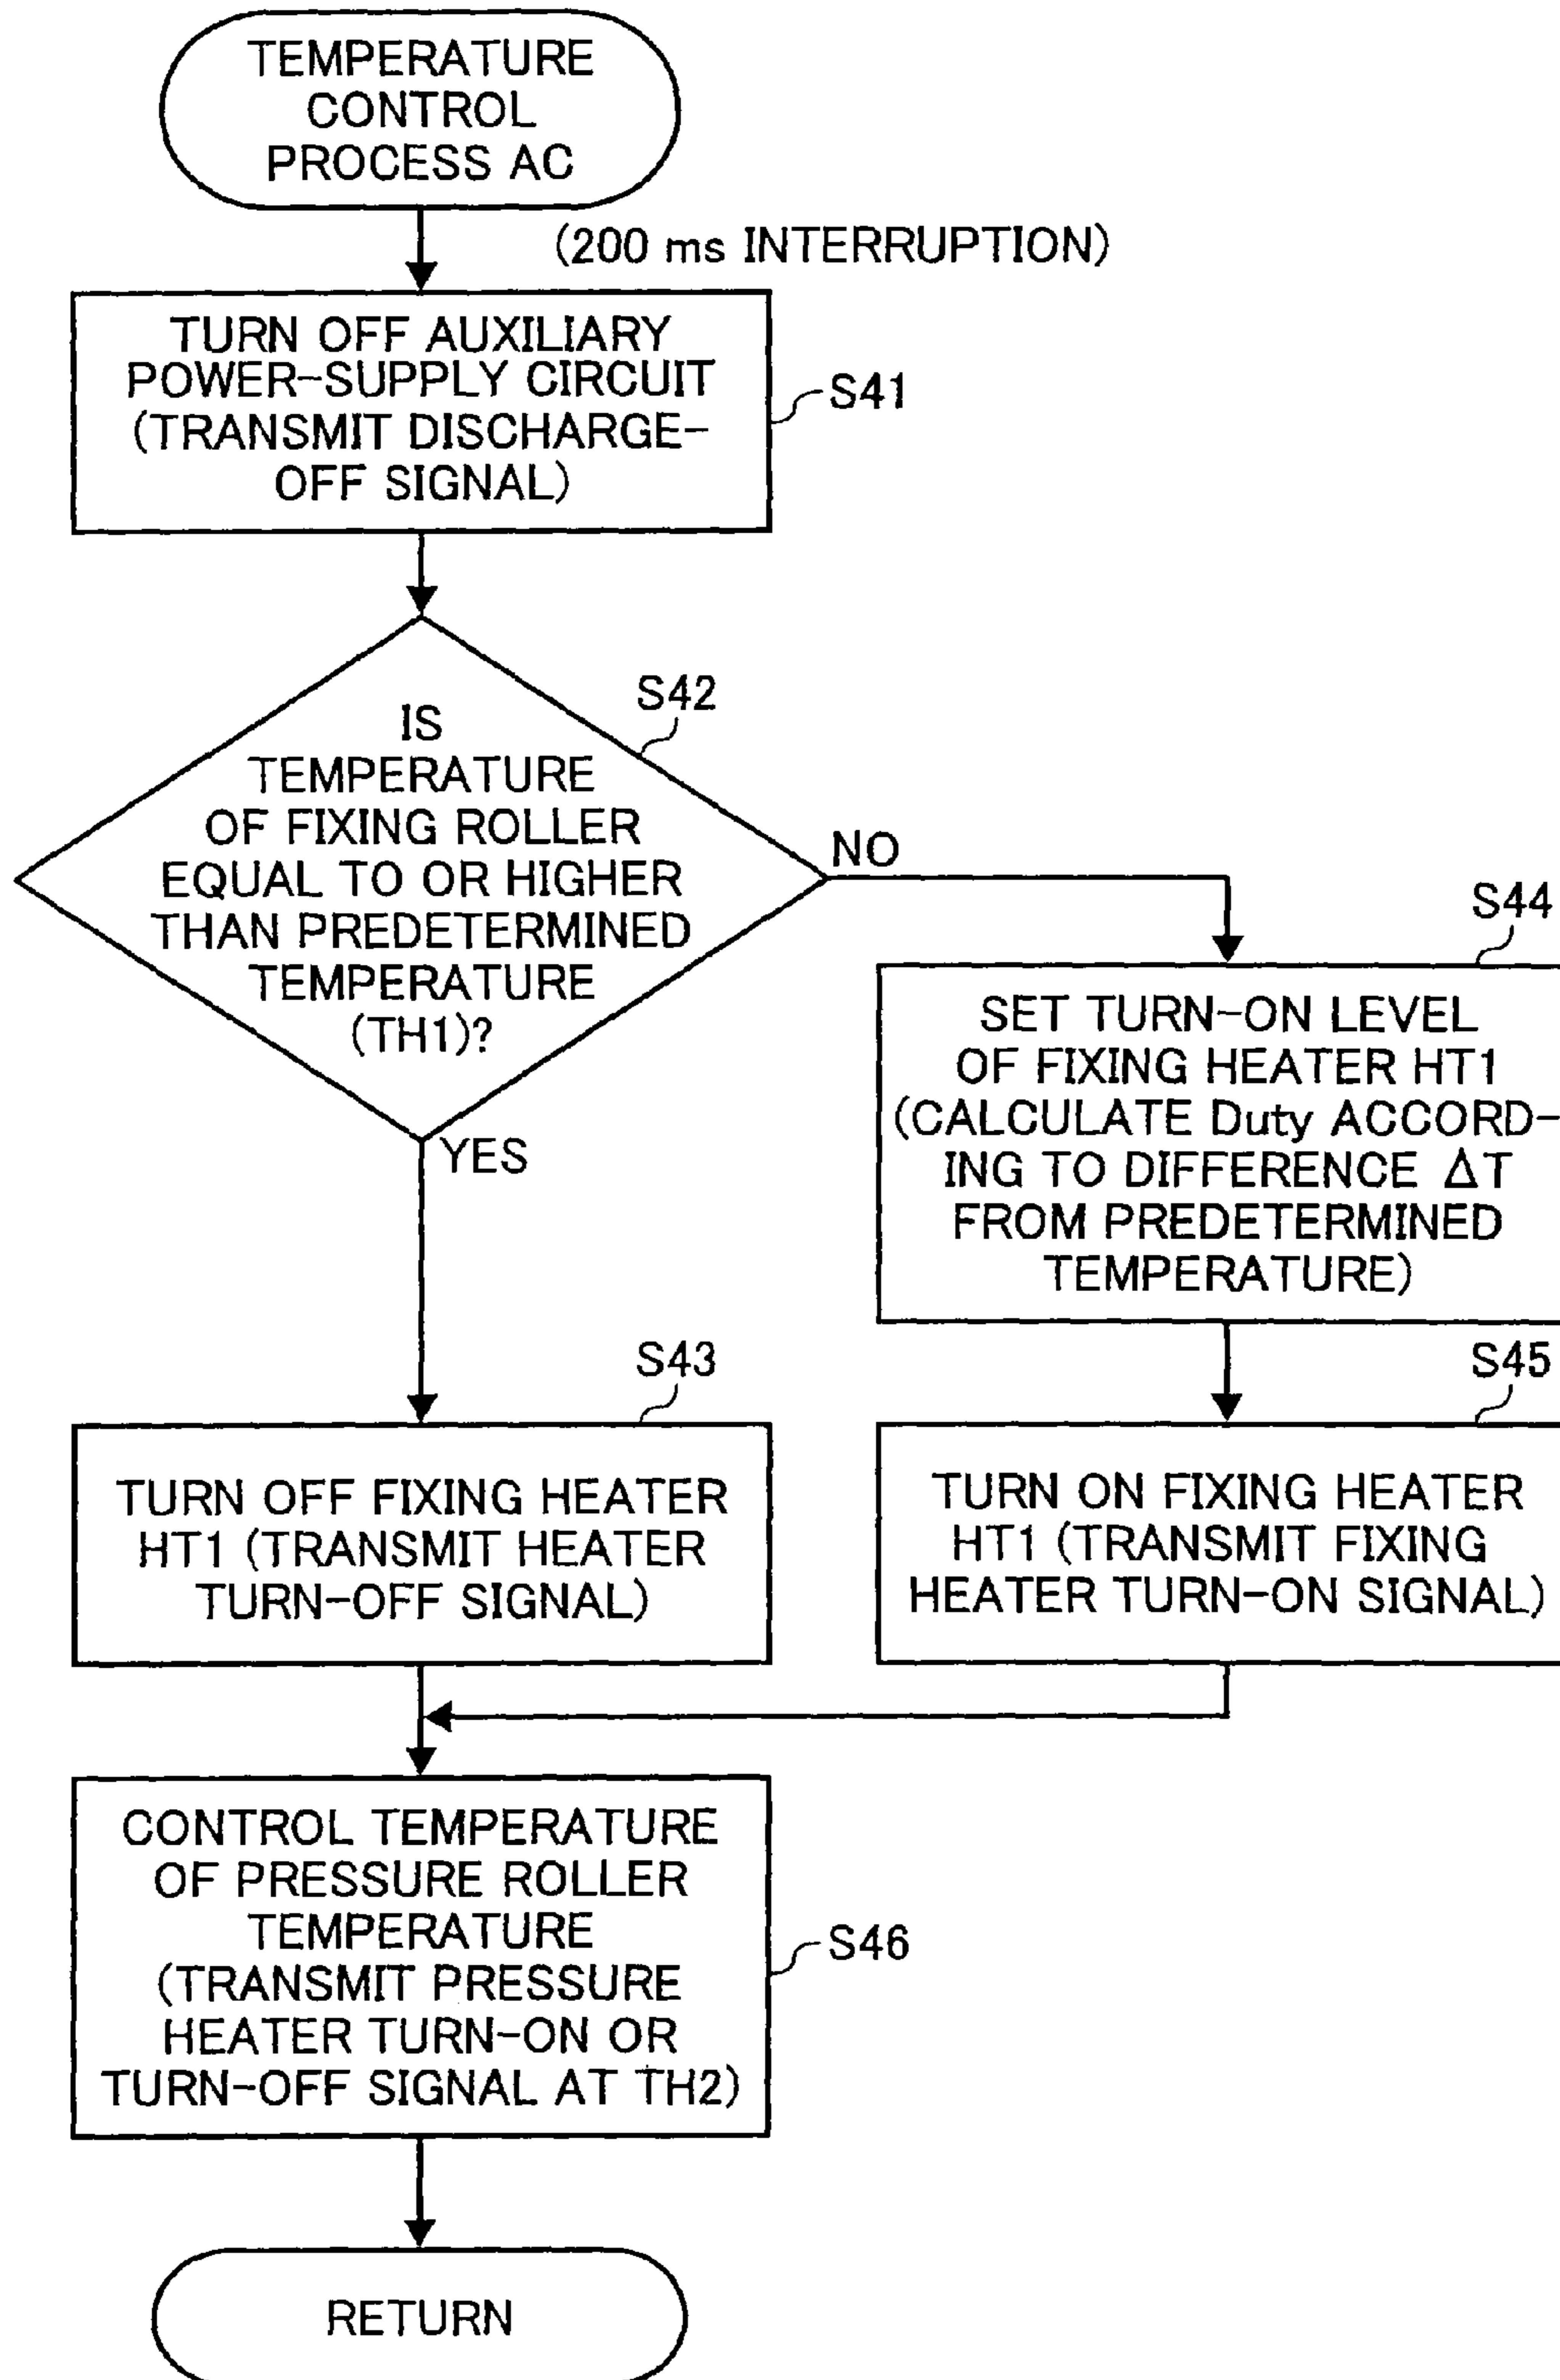 TEMPERATURE
CONTROL
PROCESS AC
(200 ms INTERRUPTION)
TURN OFF AUXILIARY
POWER-SUPPLY CIRCUIT
(TRANSMIT DISCHARGE-
OFF SIGNAL)
S41
S42
IS
TEMPERATURE
OF FIXING ROLLER
EQUAL TO OR HIGHER
THAN PREDETERMINED
TEMPERATURE
(TH1)?
NO
YES
S44
SET TURN-ON LEVEL
OF FIXING HEATER HT1
(CALCULATE Duty ACCORD-
ING TO DIFFERENCE ΔT
FROM PREDETERMINED
TEMPERATURE)
S43
TURN OFF FIXING HEATER
HT1 (TRANSMIT HEATER
TURN-OFF SIGNAL)
S45
TURN ON FIXING HEATER
HT1 (TRANSMIT FIXING
HEATER TURN-ON SIGNAL)
CONTROL TEMPERATURE
OF PRESSURE ROLLER
TEMPERATURE
(TRANSMIT PRESSURE
HEATER TURN-ON OR
TURN-OFF SIGNAL AT TH2)
S46
RETURN